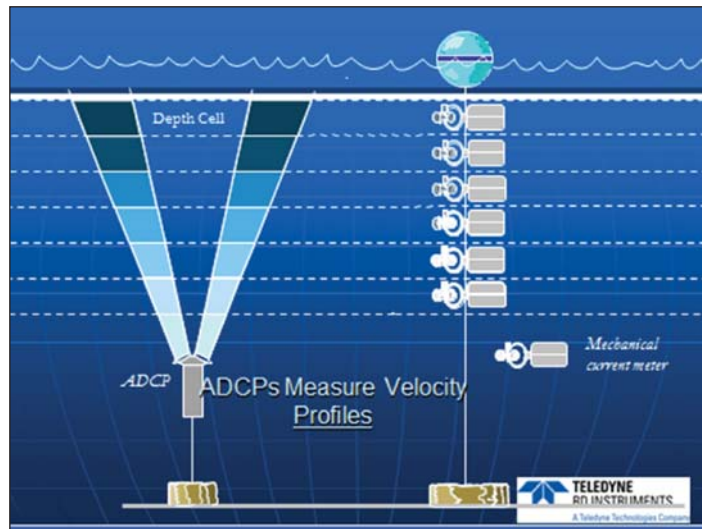 Depth Cell
ADCP
ADCPs Measure Velocity
Profiles
Mechanical
current meter
TELEDYNE
RD INSTRUMENTS
A Teledyne Technologies Company